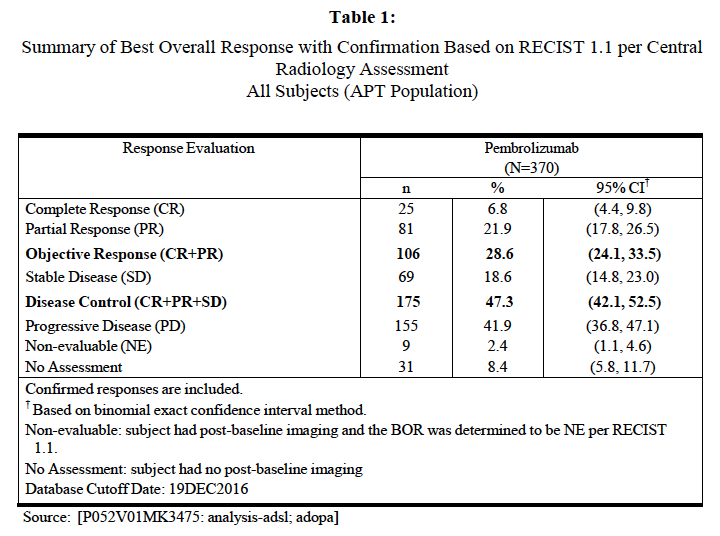 Table 1:
Summary of Best Overall Response with Confirmation Based on RECIST 1.1 per Central
Radiology Assessment
All Subjects (APT Population)
Response Evaluation Pembrolizumab
(N=370)
n % 95% CI†
Complete Response (CR) 25 6.8 (4.4, 9.8)
Partial Response (PR) 81 21.9 (17.8, 26.5)
Objective Response (CR+PR) 106 28.6 (24.1, 33.5)
Stable Disease (SD) 69 18.6 (14.8, 23.0)
Disease Control (CR+PR+SD) 175 47.3 (42.1, 52.5)
Progressive Disease (PD) 155 41.9 (36.8, 47.1)
Non-evaluable (NE) 9 2.4 (1.1, 4.6)
No Assessment 31 8.4 (5.8, 11.7)
Confirmed responses are included.
† Based on binomial exact confidence interval method.
Non-evaluable: subject had post-baseline imaging and the BOR was determined to be NE per RECIST
1.1.
No Assessment: subject had no post-baseline imaging
Database Cutoff Date: 19DEC2016
Source: [P052V01MK3475: analysis-adsl; adopa]